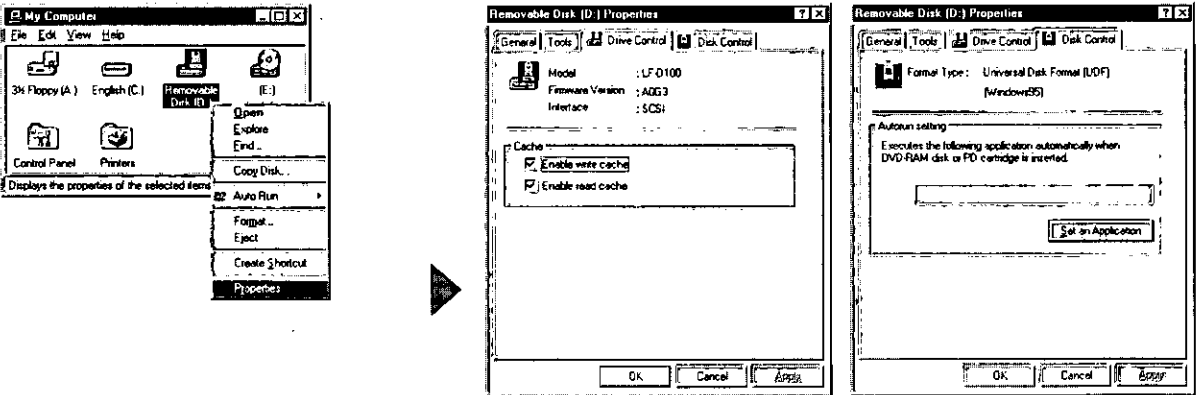 My Computer
File Edit View Help
3½ Floppy (A:) English (C:) Removable Disk (D: (E:)
Control Panel Printers
Displays the properties of the selected items
Open
Explore
Find...
Copy Disk...
Auto Run
Format...
Eject
Create Shortcut
Properties
Removable Disk (D:) Properties
General Tools Drive Control Disk Control
Model : LF-D100
Firmware Version : A0G3
Interface : SCSI
Cache
Enable write cache
Enable read cache
OK Cancel Apply
Removable Disk (D:) Properties
General Tools Drive Control Disk Control
Format Type : Universal Disk Format (UDF)
(Windows95)
Autorun setting
Executes the following application automatically when
DVD-RAM disk or PD cartridge is inserted.
Set an Application
OK Cancel Apply